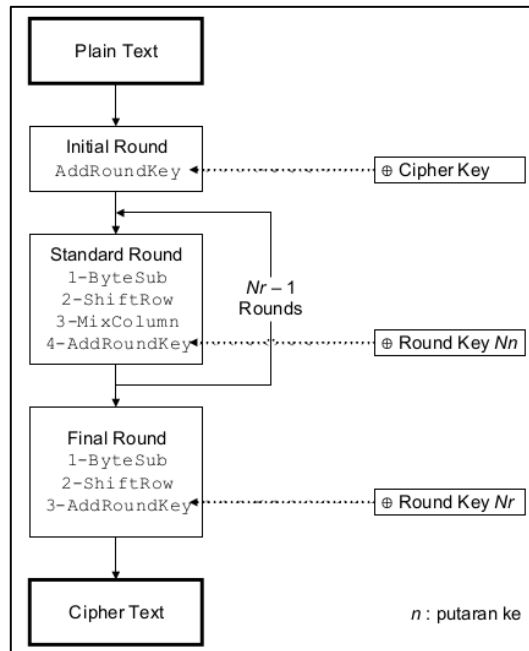 Plain Text
Initial Round
AddRoundKey
⊕ Cipher Key
Standard Round
1-ByteSub
2-ShiftRow
3-MixColumn
4-AddRoundKey
Nr – 1
Rounds
⊕ Round Key Nn
Final Round
1-ByteSub
2-ShiftRow
3-AddRoundKey
⊕ Round Key Nr
Cipher Text
n : putaran ke